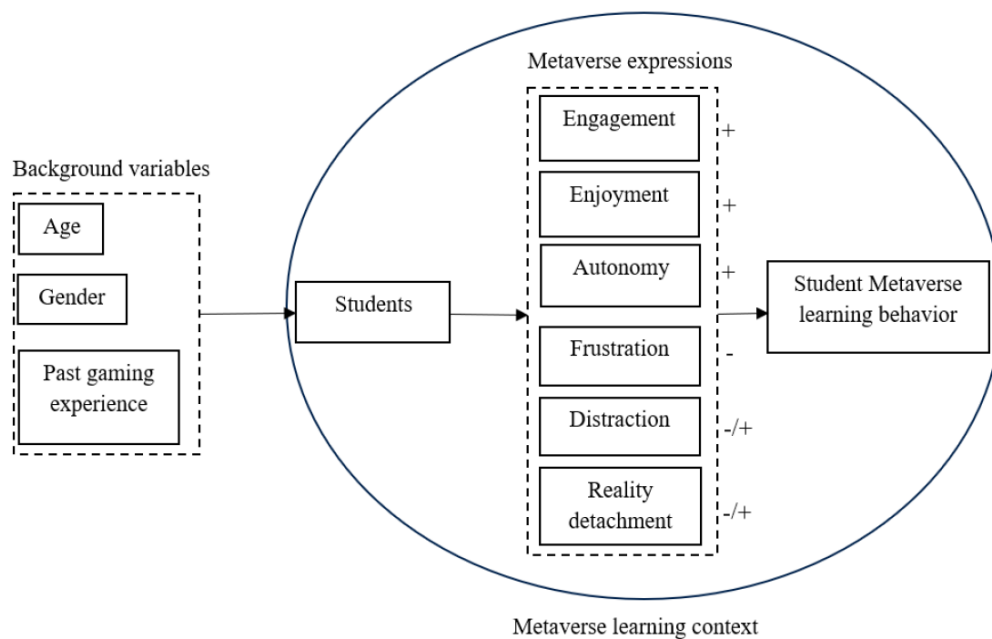 Background variables
Age
Gender
Past gaming
experience
Students
Metaverse expressions
Engagement
+
Enjoyment
+
Autonomy
+
Frustration
-
Distraction
-/+
Reality
detachment
-/+
Student Metaverse
learning behavior
Metaverse learning context